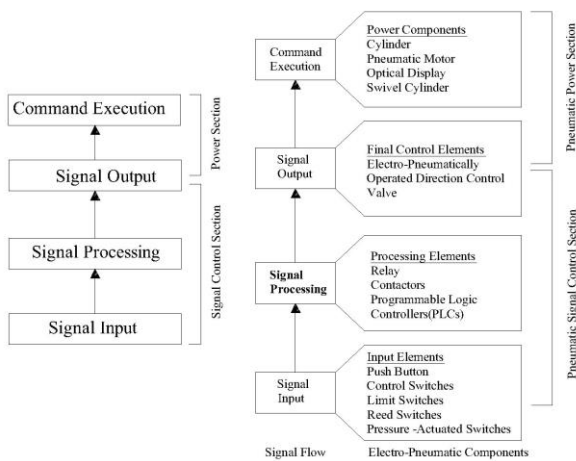 Command Execution
Signal Output
Signal Processing
Signal Input
Power Section
Signal Control Section
Command
Execution
Power Components
Cylinder
Pneumatic Motor
Optical Display
Swivel Cylinder
Signal
Output
Final Control Elements
Electro-Pneumatically
Operated Direction Control
Valve
Signal
Processing
Processing Elements
Relay
Contactors
Programmable Logic
Controllers(PLCs)
Signal
Input
Input Elements
Push Button
Control Switches
Limit Switches
Reed Switches
Pressure -Actuated Switches
Signal Flow
Electro-Pneumatic Components
Pneumatic Power Section
Pneumatic Signal Control Section